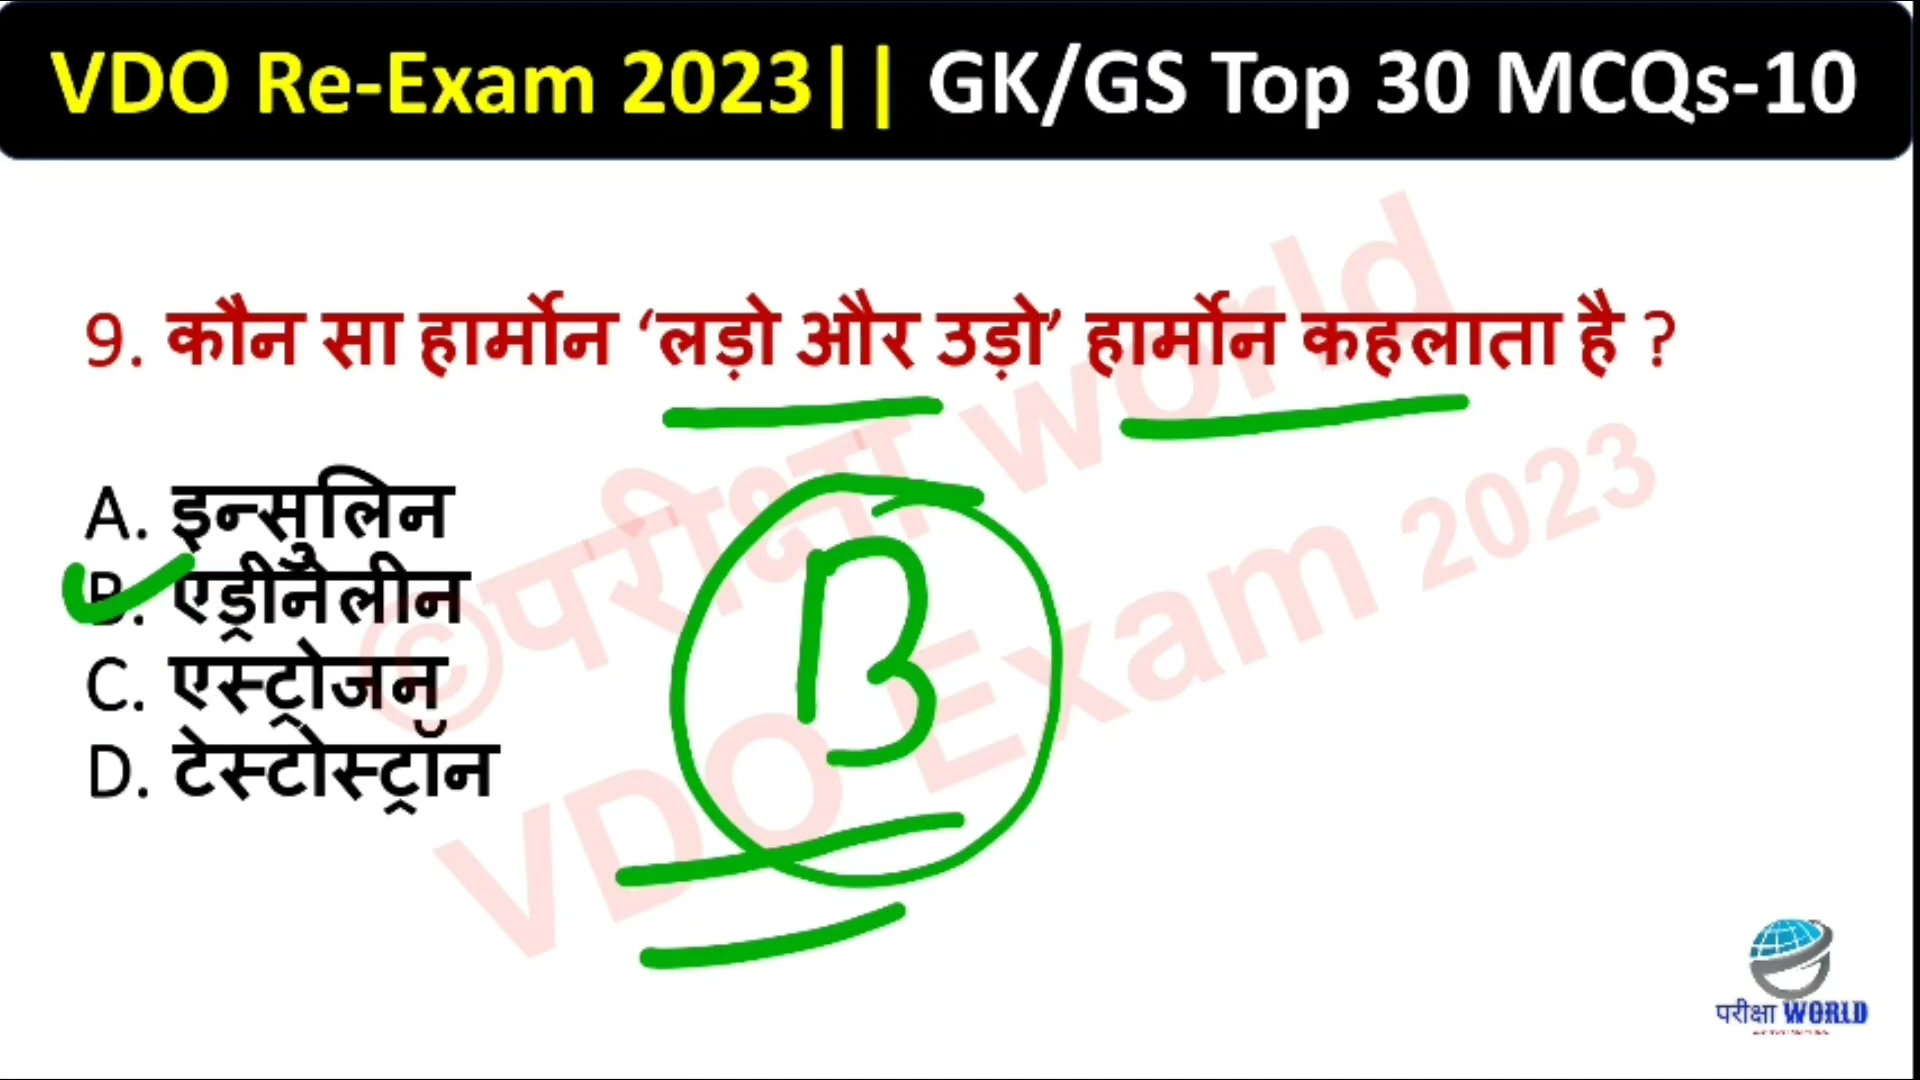 VDO Re-Exam 2023|| GK/GS Top 30 MCQs-10
9. कौन सा हार्मोन ‘लड़ो और उड़ो’ हार्मोन कहलाता है ?
A. इन्सुलिन
B. एड्रीनेलीन
C. एस्ट्रोजन
D. टेस्टोस्ट्रॉन
B
©परीक्षा world
VDO Exam 2023
परीक्षा WORLD